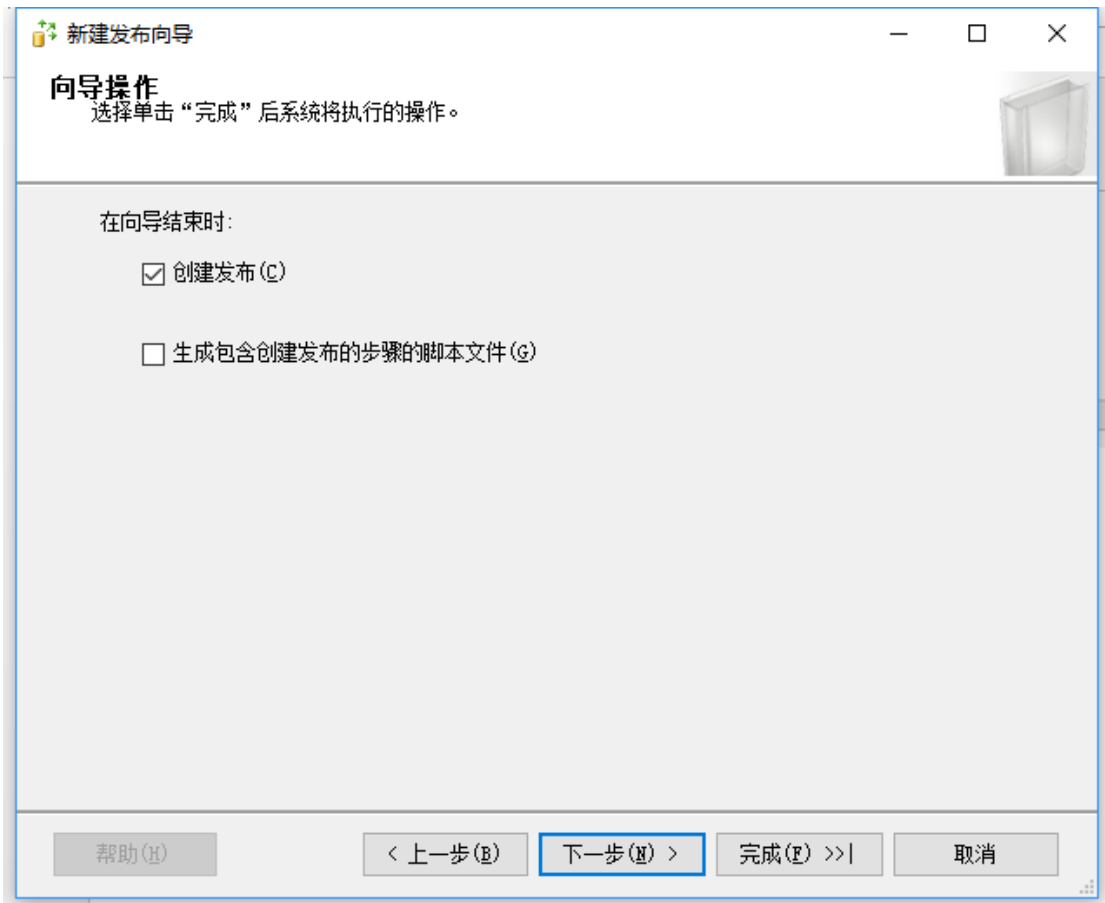 新建发布向导
向导操作
选择单击“完成”后系统将执行的操作。
在向导结束时:
创建发布(C)
生成包含创建发布的步骤的脚本文件(G)
帮助(H)
< 上一步(B)
下一步(N) >
完成(F) >>|
取消